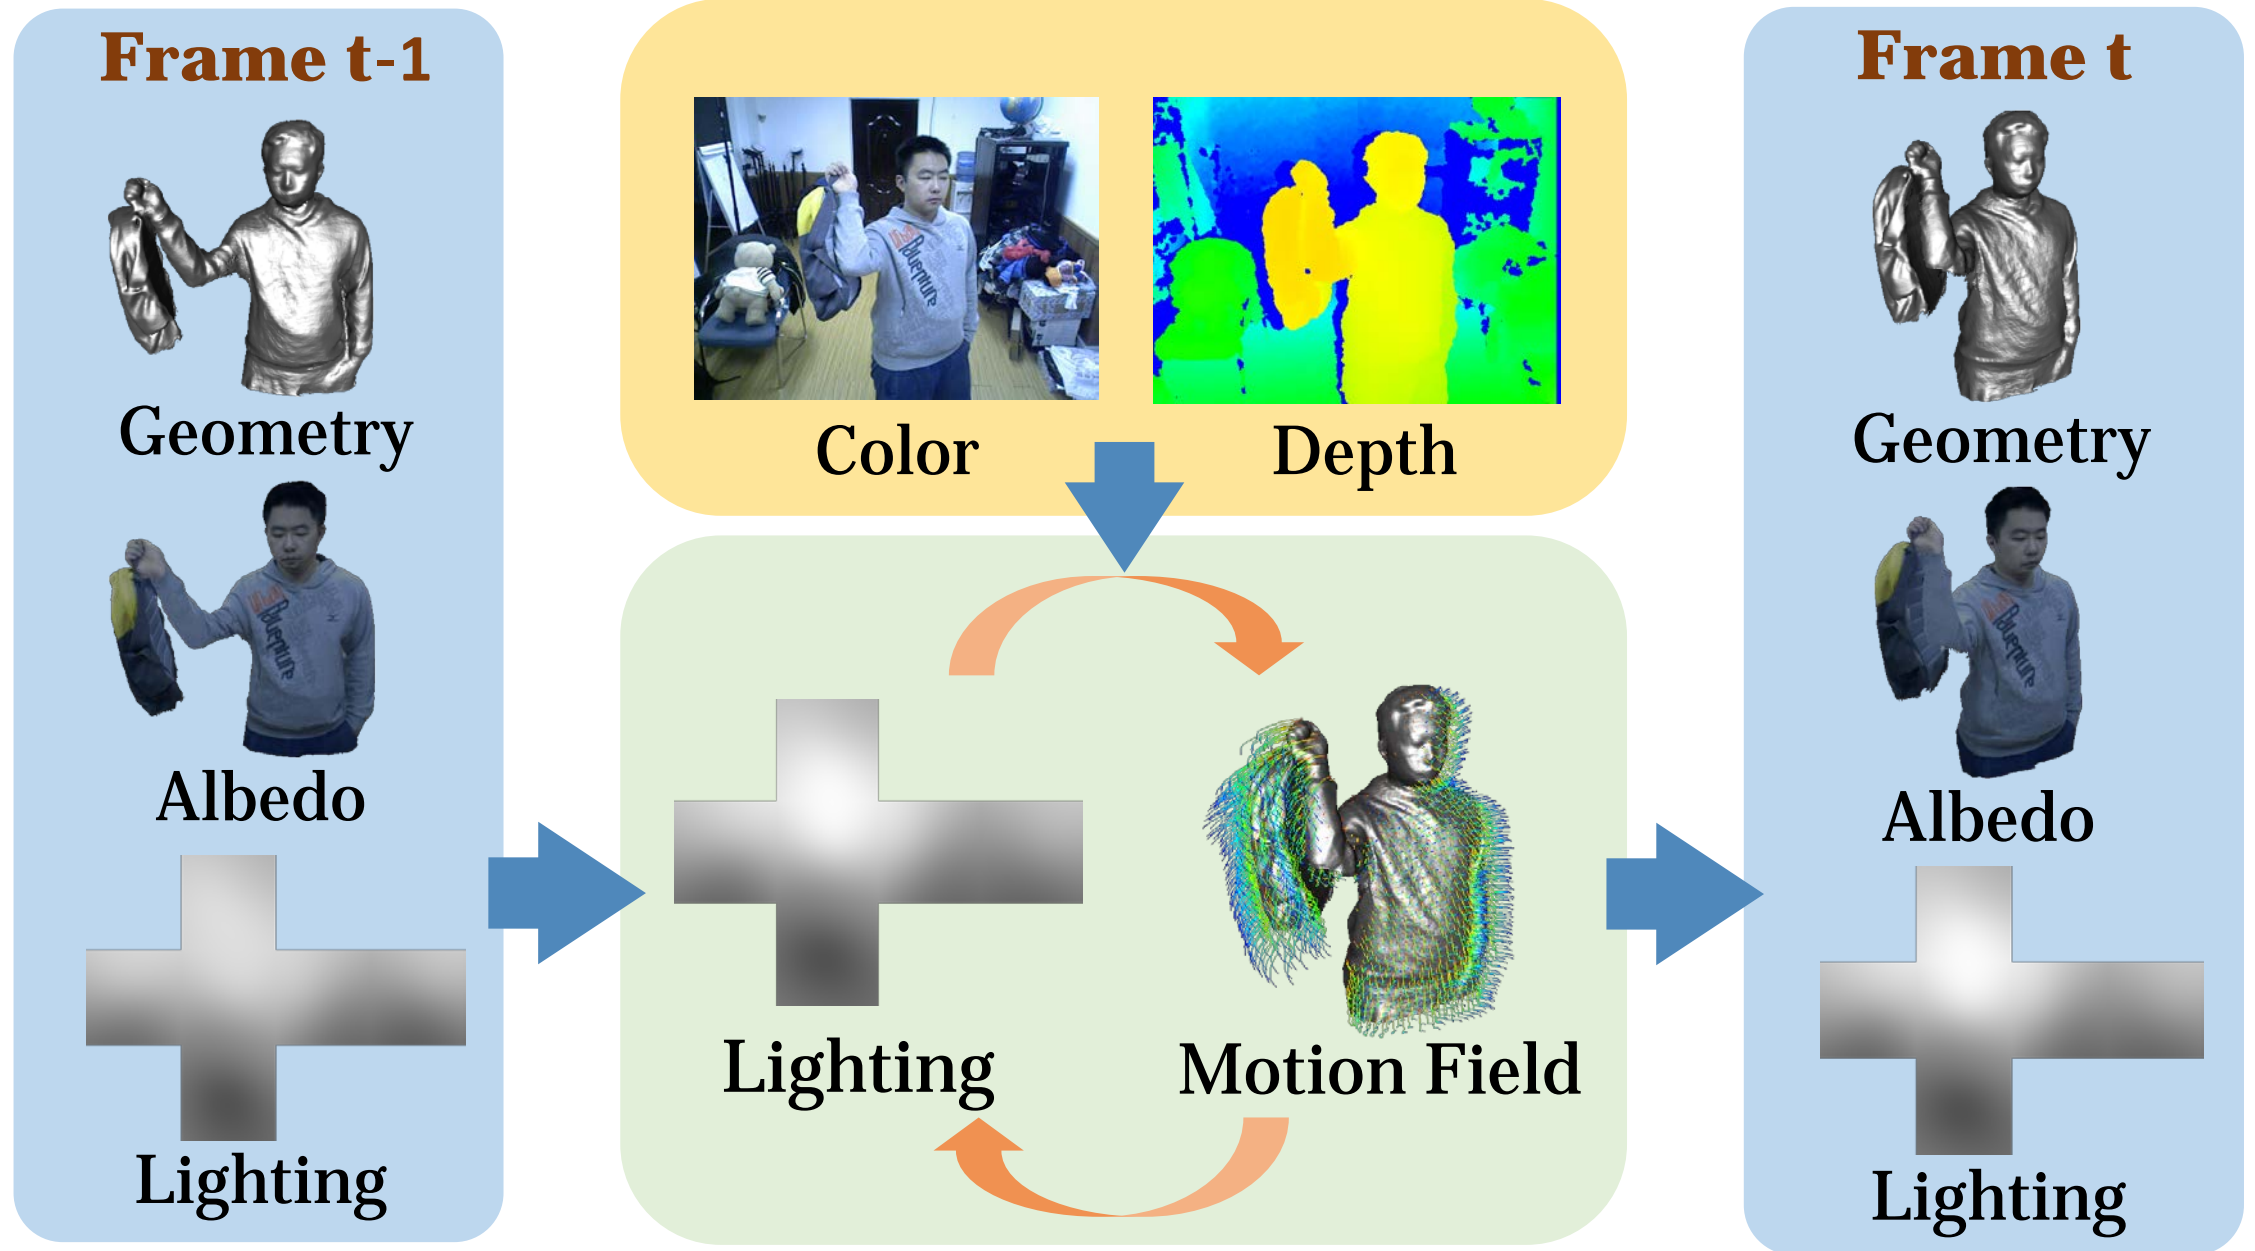 Frame t-1
Geometry
Albedo
Lighting
Color
Depth
Lighting
Motion Field
Frame t
Geometry
Albedo
Lighting